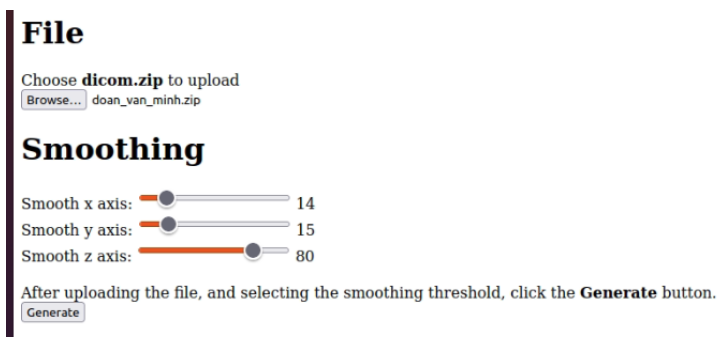 File
Choose dicom.zip to upload
Browse... doan_van_minh.zip
Smoothing
Smooth x axis: 14
Smooth y axis: 15
Smooth z axis: 80
After uploading the file, and selecting the smoothing threshold, click the Generate button.
Generate